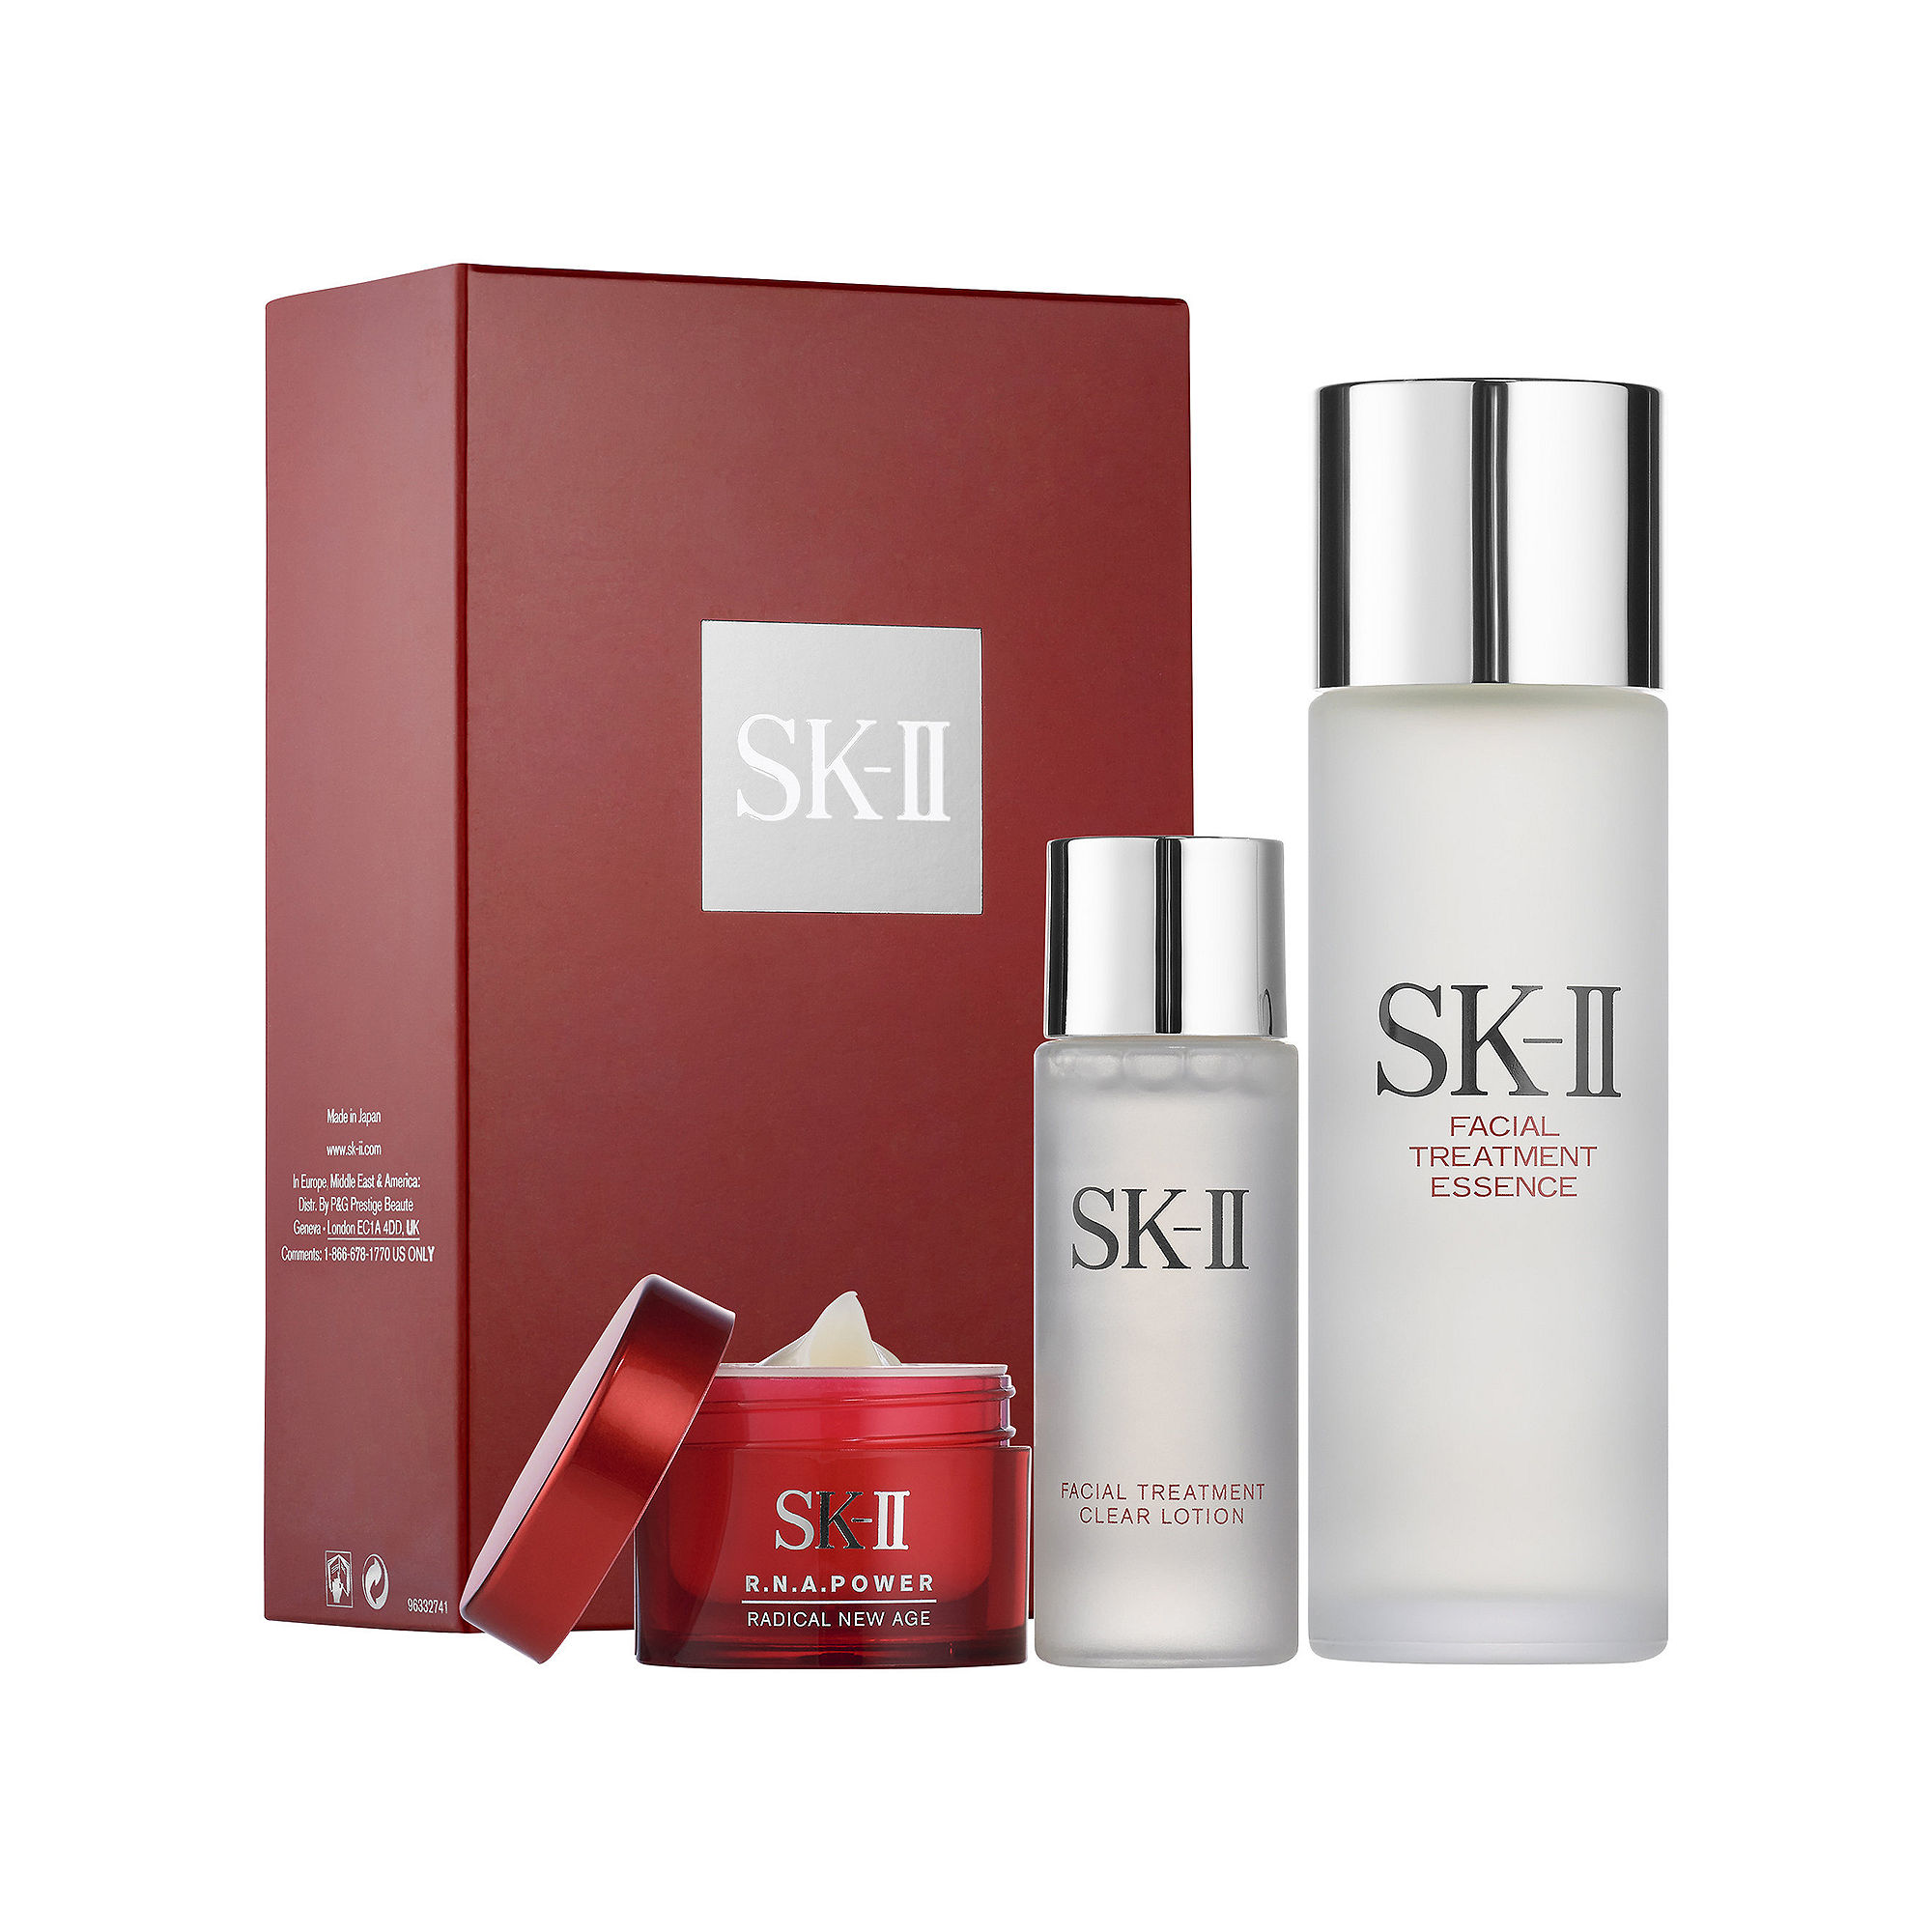 SK-II
Made in Japan
www.sk-ii.com
In Europe, Middle East & America:
Distr. By P&G Prestige Beaute
Geneva - London EC1A 4DD, UK
Comments: 1-866-678-1770 US ONLY
96332741
SK-II
R.N.A.POWER
RADICAL NEW AGE
SK-II
FACIAL TREATMENT
CLEAR LOTION
SK-II
FACIAL
TREATMENT
ESSENCE